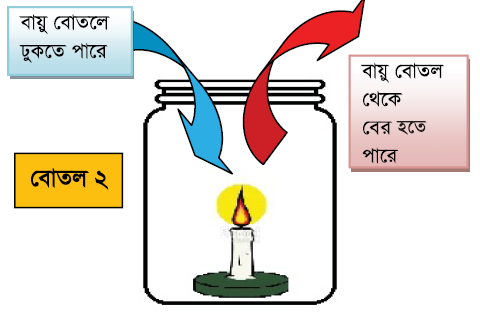 বায়ু বোতলে
ঢুকতে পারে
বায়ু বোতল
থেকে
বের হতে
পারে
বোতল ২